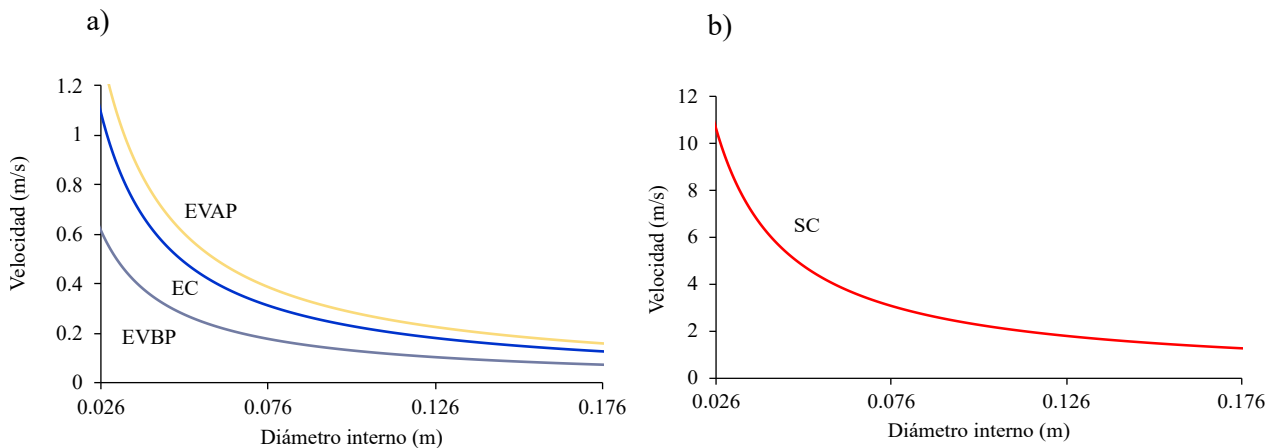 a)
1.2
1
0.8
0.6
0.4
0.2
0
Velocidad (m/s)
EVAP
EC
EVBP
0.026
0.076
0.126
0.176
Diámetro interno (m)
b)
12
10
8
6
4
2
0
Velocidad (m/s)
SC
0.026
0.076
0.126
0.176
Diámetro interno (m)